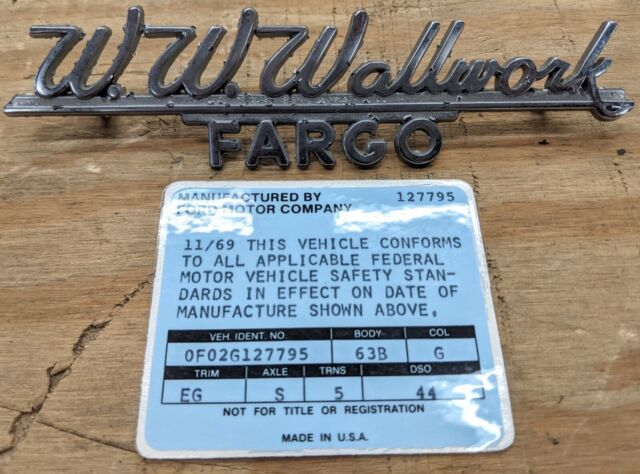 W.W. Wallwork
FARGO
MANUFACTURED BY 127795
FORD MOTOR COMPANY
11/69 THIS VEHICLE CONFORMS
TO ALL APPLICABLE FEDERAL
MOTOR VEHICLE SAFETY STAN-
DARDS IN EFFECT ON DATE OF
MANUFACTURE SHOWN ABOVE.
VEH. IDENT. NO. BODY COL
0F02G127795 63B G
TRIM AXLE TRNS DSO
EG S 5 44
NOT FOR TITLE OR REGISTRATION
MADE IN U.S.A.